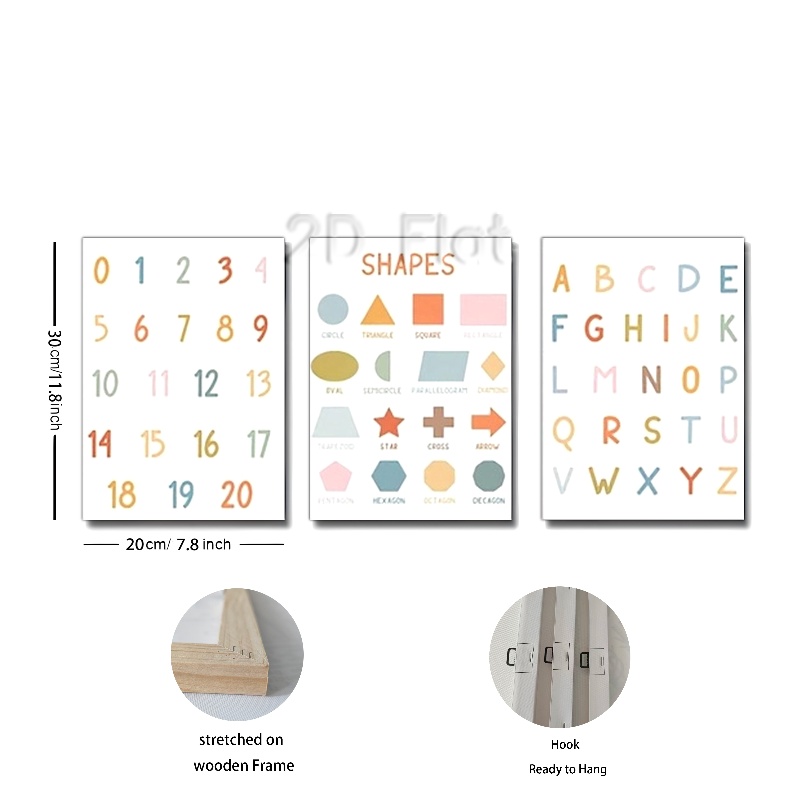 2D Flat
0 1 2 3 4
5 6 7 8 9
10 11 12 13
14 15 16 17
18 19 20
SHAPES
CIRCLE TRIANGLE SQUARE RECTANGLE
OVAL SEMICIRCLE PARALLELOGRAM DIAMOND
TRAPEZOID STAR CROSS ARROW
PENTAGON HEXAGON OCTAGON DECAGON
A B C D E
F G H I J K
L M N O P
Q R S T U
V W X Y Z
30cm/11.8inch
20cm/ 7.8 inch
stretched on
wooden Frame
Hook
Ready to Hang